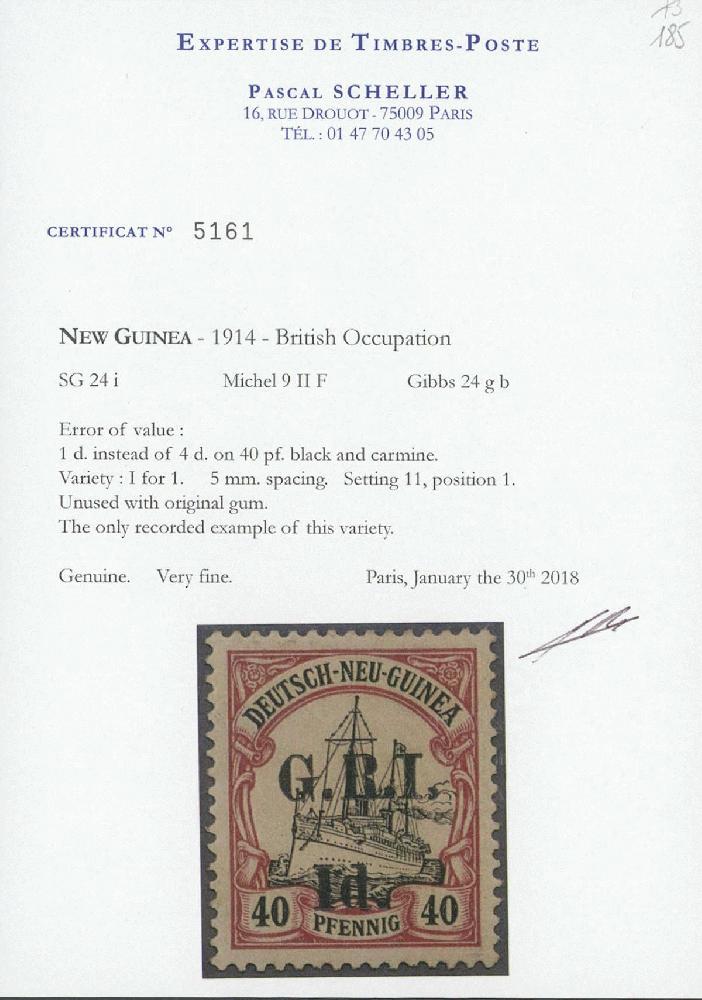 73
185
EXPERTISE DE TIMBRES-POSTE
PASCAL SCHELLER
16, RUE DROUOT - 75009 PARIS
TÉL. : 01 47 70 43 05
CERTIFICAT N° 5161
NEW GUINEA - 1914 - British Occupation
SG 24 i Michel 9 II F Gibbs 24 g b
Error of value :
1 d. instead of 4 d. on 40 pf. black and carmine.
Variety : I for 1. 5 mm. spacing. Setting 11, position 1.
Unused with original gum.
The only recorded example of this variety.
Genuine. Very fine. Paris, January the 30th 2018
DEUTSCH-NEU-GUINEA
G.R.I.
1d.
40 PFENNIG 40